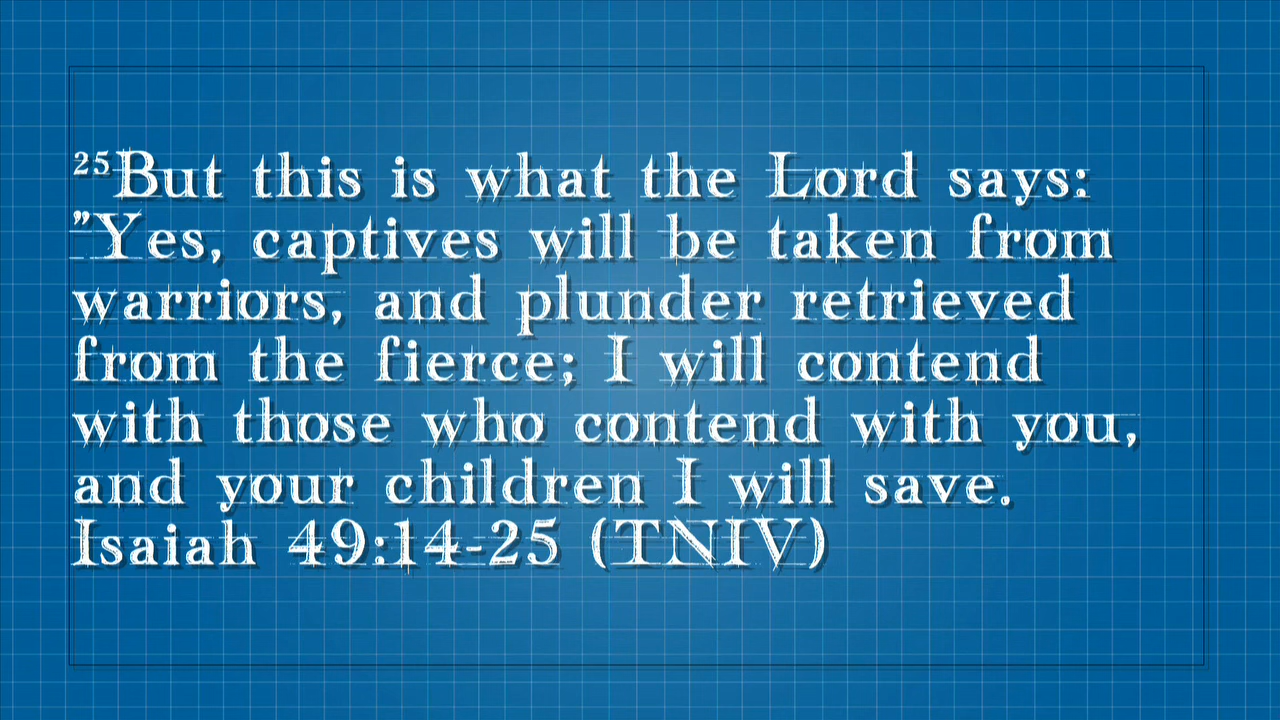 ²⁵But this is what the Lord says:
"Yes, captives will be taken from
warriors, and plunder retrieved
from the fierce; I will contend
with those who contend with you,
and your children I will save.
Isaiah 49:14-25 (TNIV)